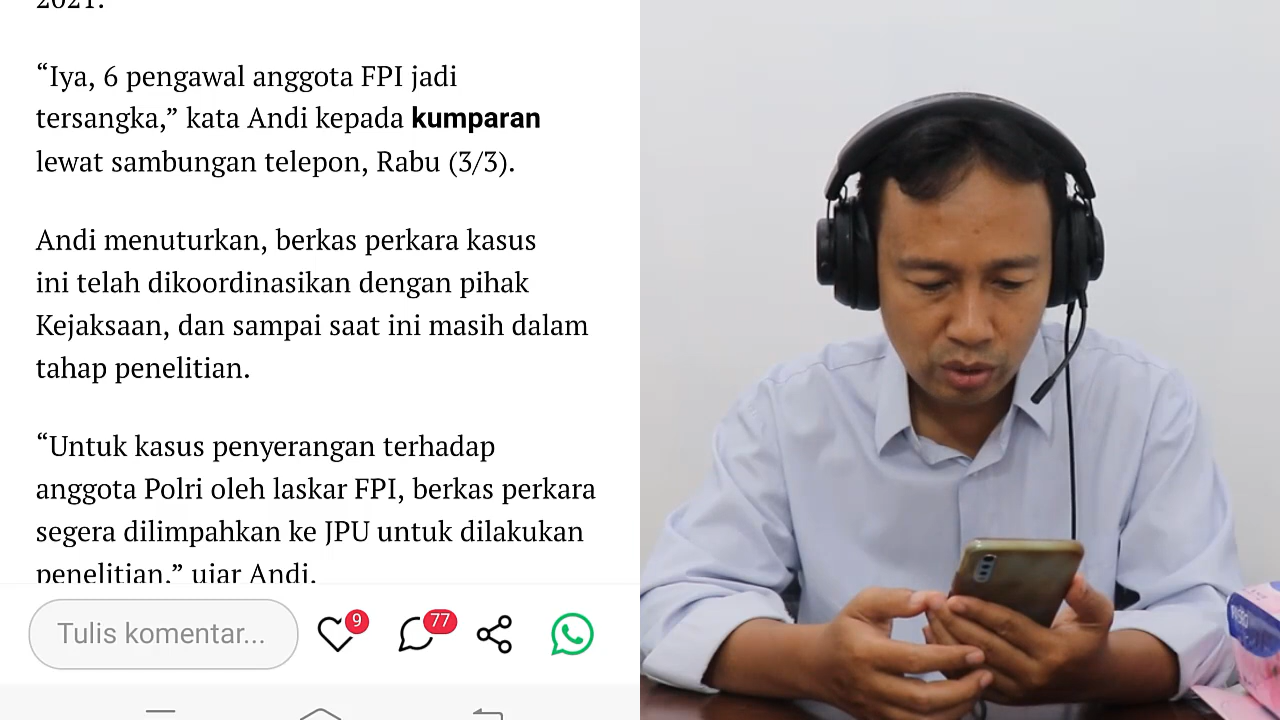 2021.
“Iya, 6 pengawal anggota FPI jadi
tersangka,” kata Andi kepada kumparan
lewat sambungan telepon, Rabu (3/3).
Andi menuturkan, berkas perkara kasus
ini telah dikoordinasikan dengan pihak
Kejaksaan, dan sampai saat ini masih dalam
tahap penelitian.
“Untuk kasus penyerangan terhadap
anggota Polri oleh laskar FPI, berkas perkara
segera dilimpahkan ke JPU untuk dilakukan
penelitian,” ujar Andi.
Tulis komentar...
9
77